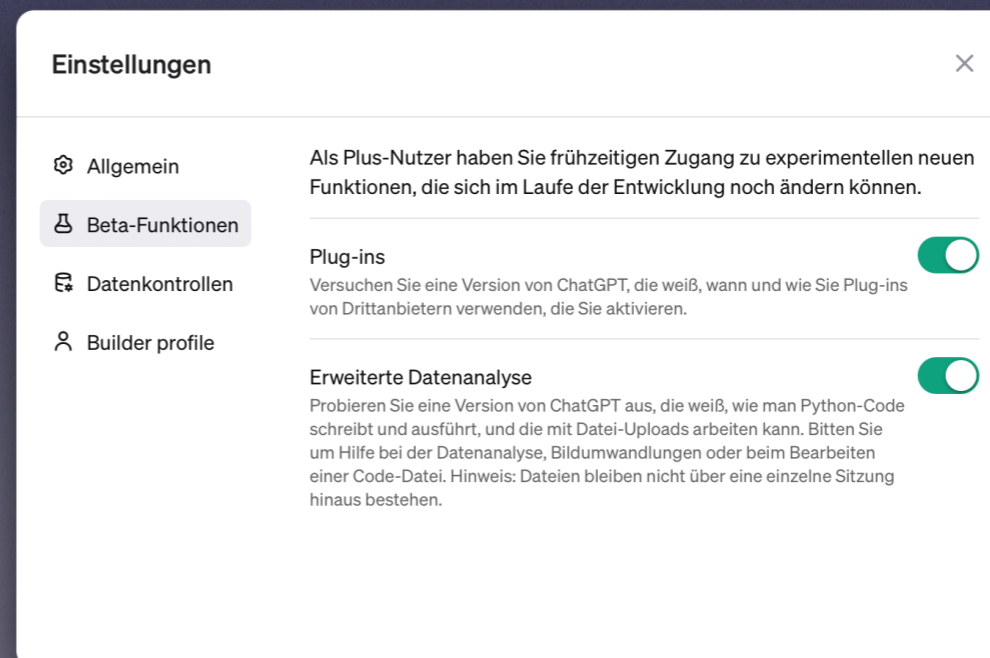 Einstellungen
Allgemein
Beta-Funktionen
Datenkontrollen
Builder profile
Als Plus-Nutzer haben Sie frühzeitigen Zugang zu experimentellen neuen
Funktionen, die sich im Laufe der Entwicklung noch ändern können.
Plug-ins
Versuchen Sie eine Version von ChatGPT, die weiß, wann und wie Sie Plug-ins
von Drittanbietern verwenden, die Sie aktivieren.
Erweiterte Datenanalyse
Probieren Sie eine Version von ChatGPT aus, die weiß, wie man Python-Code
schreibt und ausführt, und die mit Datei-Uploads arbeiten kann. Bitten Sie
um Hilfe bei der Datenanalyse, Bildumwandlungen oder beim Bearbeiten
einer Code-Datei. Hinweis: Dateien bleiben nicht über eine einzelne Sitzung
hinaus bestehen.